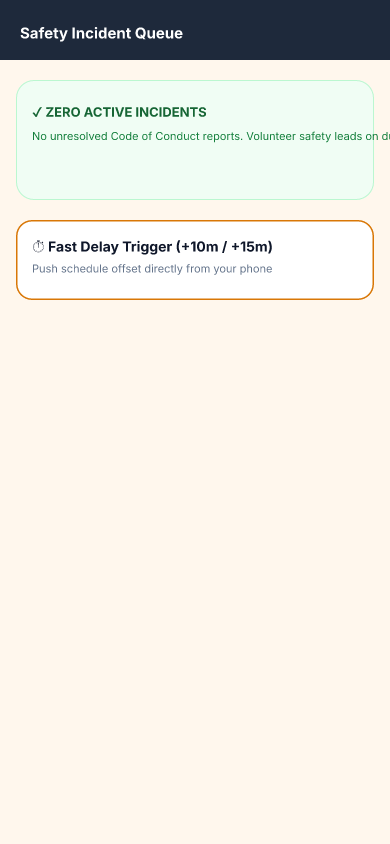 Safety Incident Queue
✓ ZERO ACTIVE INCIDENTS
No unresolved Code of Conduct reports. Volunteer safety leads on
⏱ Fast Delay Trigger (+10m / +15m)
Push schedule offset directly from your phone